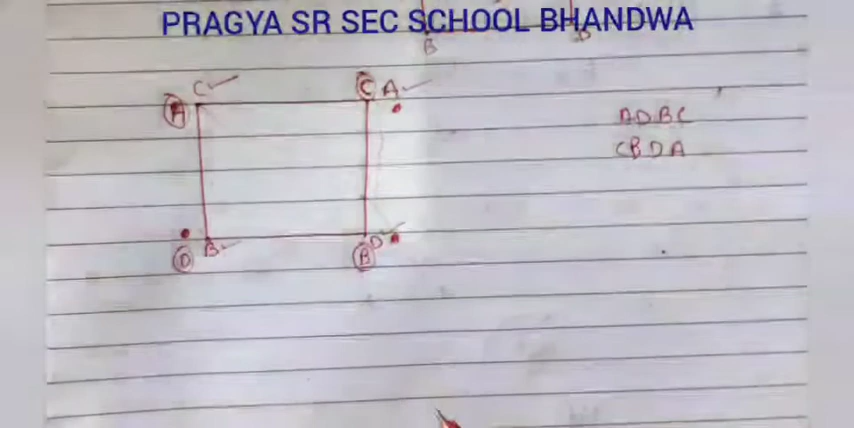 PRAGYA SR SEC SCHOOL BHANDWA
B D
C C A
A
ADBC
CBDA
D B D
B